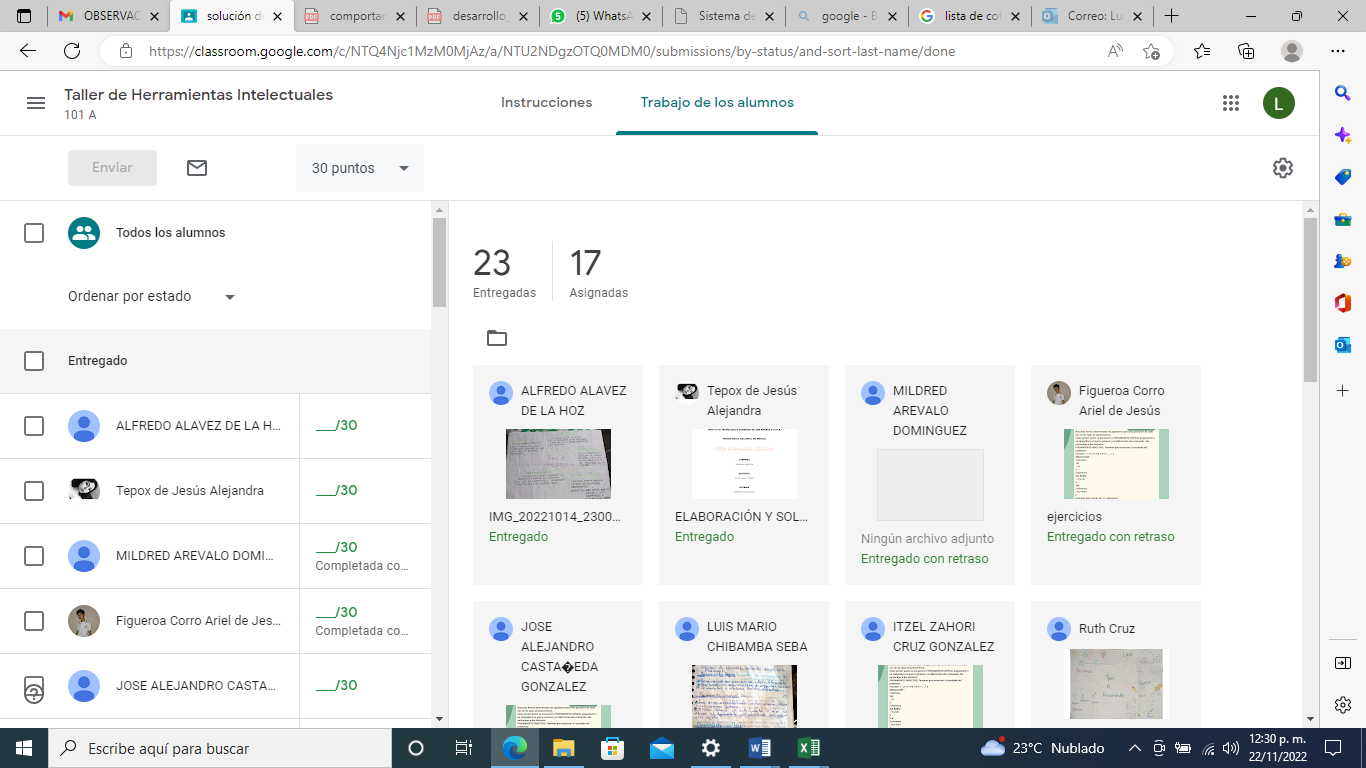 OBSERVAC
solución de
comportan
desarrollo_
(5) WhatsA
Sistema de
google - B
lista de cot
Correo: Lu
https://classroom.google.com/c/NTQ4Njc1MzM0MjAz/a/NTU2NDgzOTQ0MDM0/submissions/by-status/and-sort-last-name/done
Taller de Herramientas Intelectuales
101 A
Instrucciones
Trabajo de los alumnos
L
Enviar
30 puntos
Todos los alumnos
Ordenar por estado
Entregado
ALFREDO ALAVEZ DE LA H...
___/30
Tepox de Jesús Alejandra
___/30
MILDRED AREVALO DOMI...
___/30
Completada co...
Figueroa Corro Ariel de Jes...
___/30
Completada co...
JOSE ALEJANDRO CASTA...
___/30
23
Entregadas
17
Asignadas
ALFREDO ALAVEZ
DE LA HOZ
IMG_20221014_2300...
Entregado
Tepox de Jesús
Alejandra
ELABORACIÓN Y SOL...
Entregado
MILDRED
AREVALO
DOMINGUEZ
Ningún archivo adjunto
Entregado con retraso
Figueroa Corro
Ariel de Jesús
ejercicios
Entregado con retraso
JOSE
ALEJANDRO
CASTA�EDA
GONZALEZ
LUIS MARIO
CHIBAMBA SEBA
ITZEL ZAHORI
CRUZ GONZALEZ
Ruth Cruz
Escribe aquí para buscar
23°C Nublado
12:30 p. m.
22/11/2022